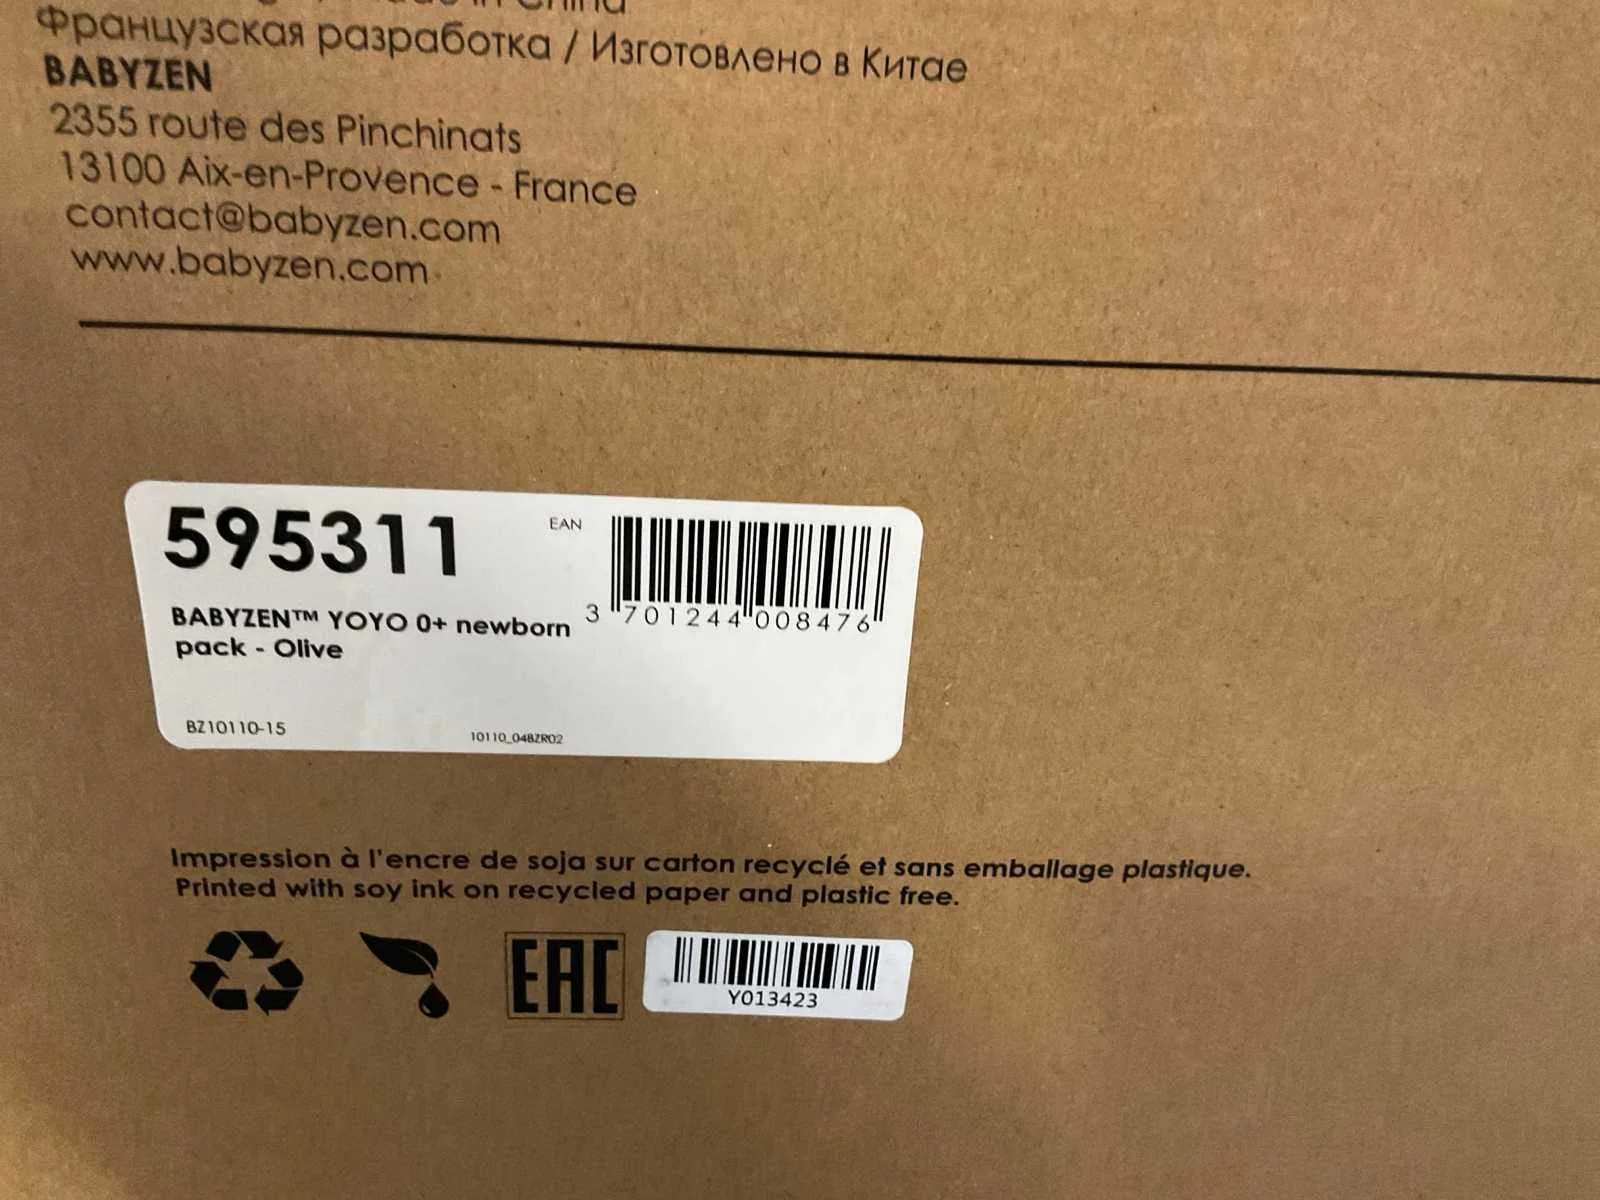 Made in China
Французская разработка / Изготовлено в Китае
BABYZEN
2355 route des Pinchinats
13100 Aix-en-Provence - France
contact@babyzen.com
www.babyzen.com
595311
EAN
3 701244 008476
BABYZEN™ YOYO 0+ newborn
pack - Olive
BZ10110-15
10110_04BZR02
Impression à l'encre de soja sur carton recyclé et sans emballage plastique.
Printed with soy ink on recycled paper and plastic free.
EAC
Y013423